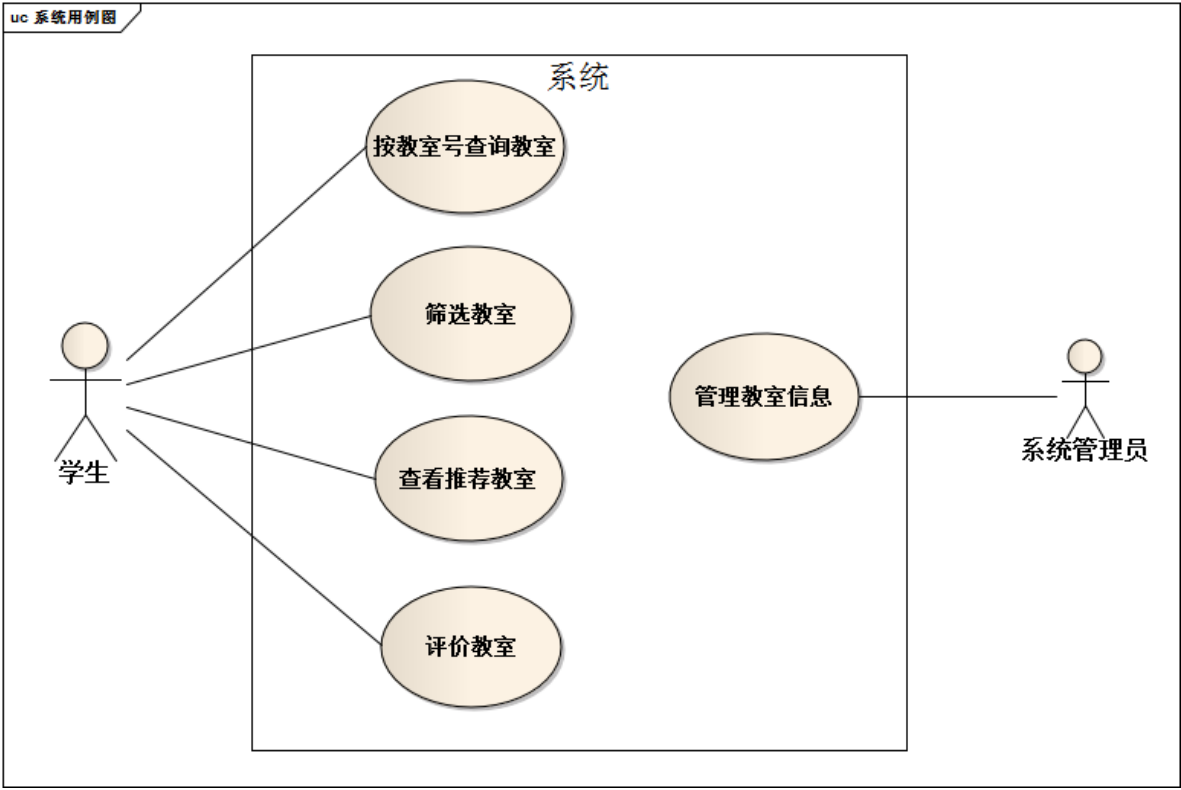 uc 系统用例图
系统
按教室号查询教室
筛选教室
管理教室信息
学生
系统管理员
查看推荐教室
评价教室